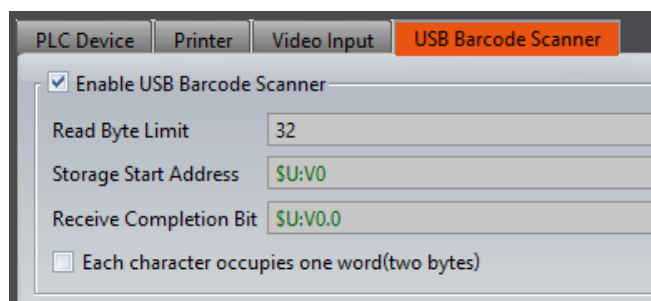 PLC Device Printer Video Input USB Barcode Scanner
Enable USB Barcode Scanner
Read Byte Limit 32
Storage Start Address $U:V0
Receive Completion Bit $U:V0.0
Each character occupies one word(two bytes)